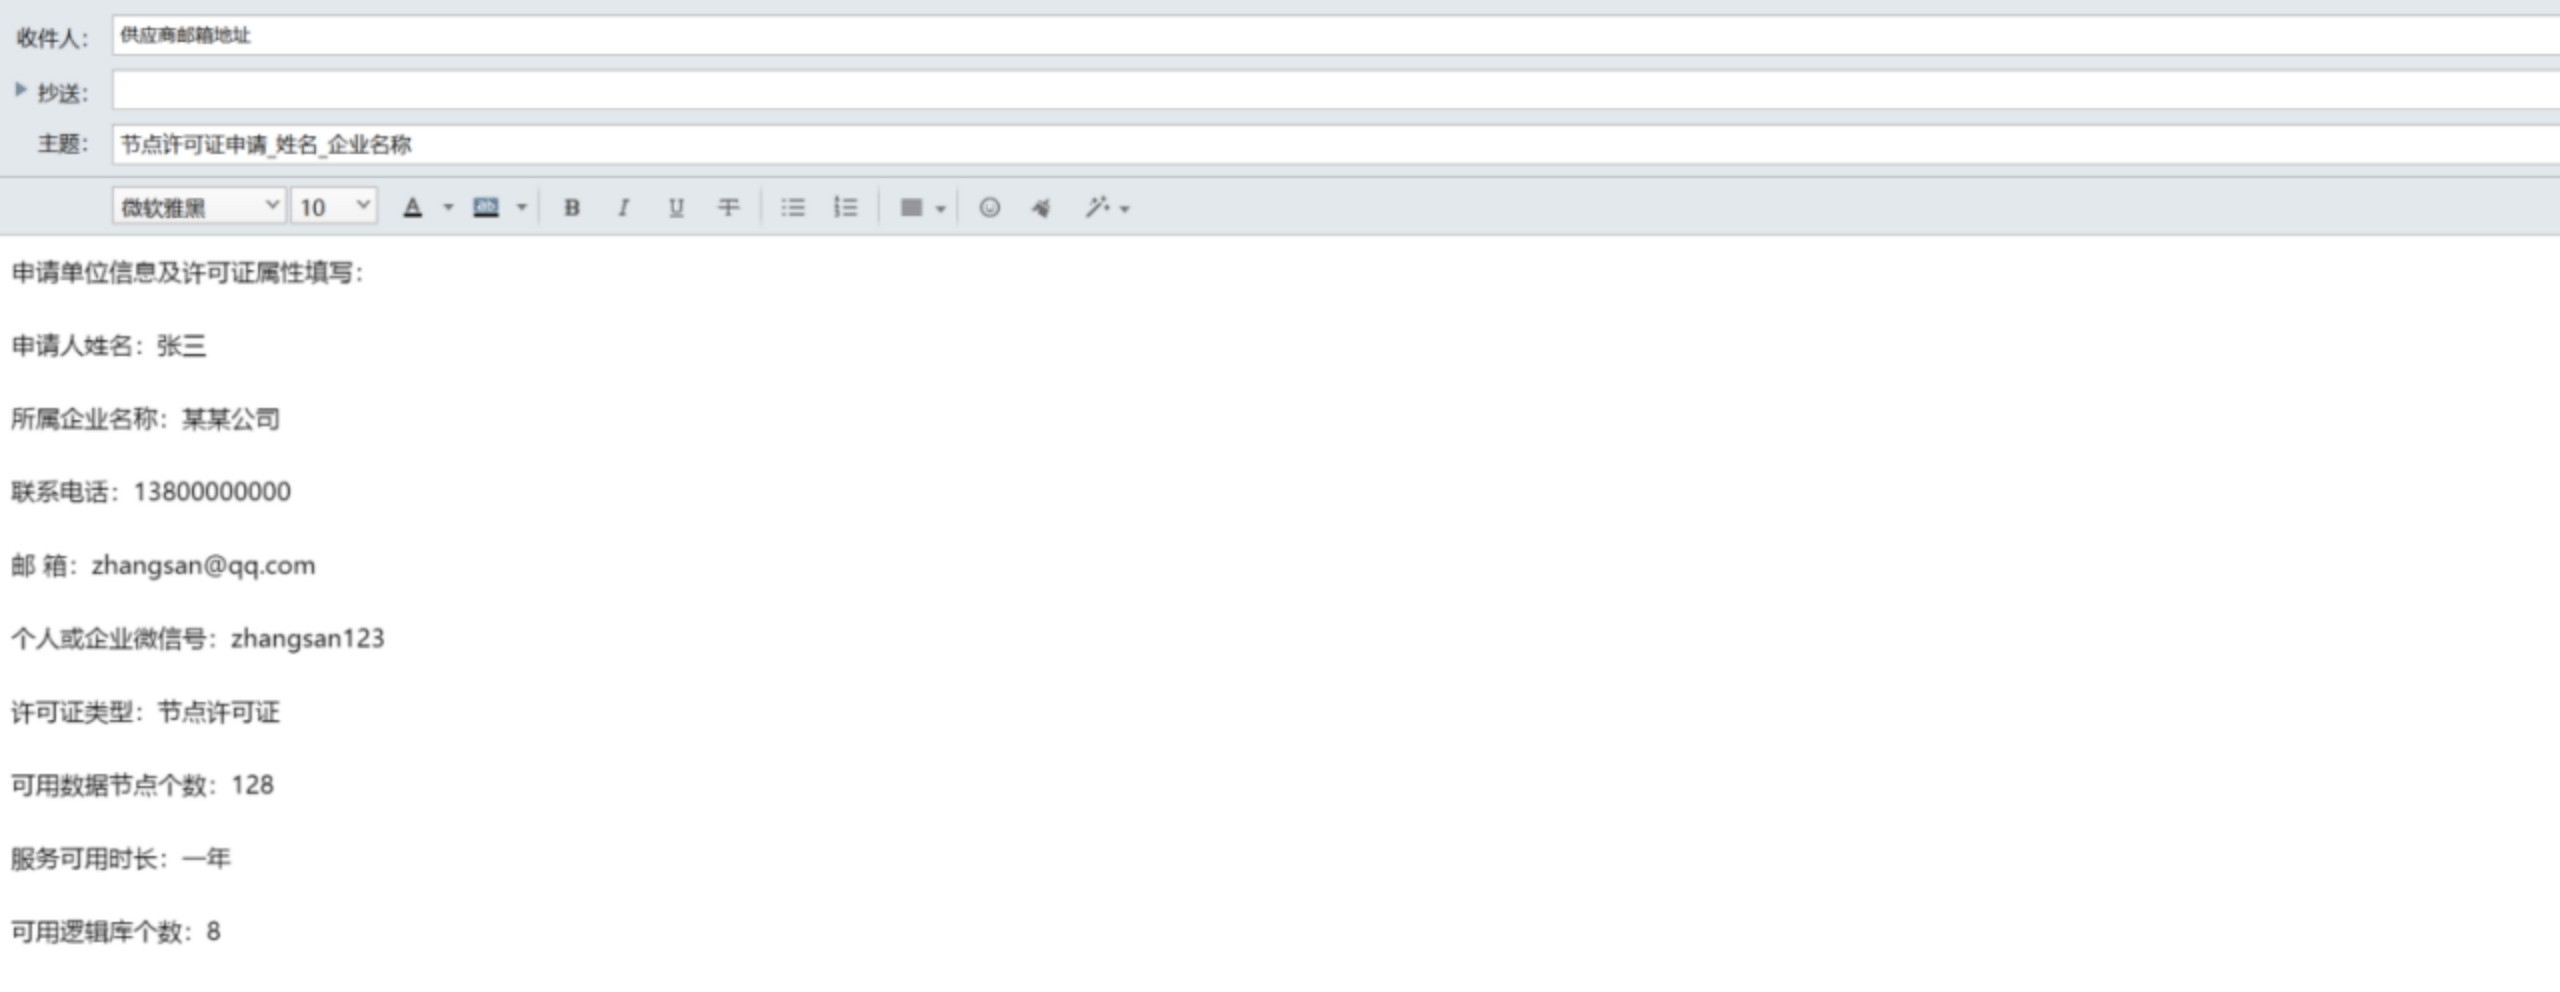 收件人：
供应商邮箱地址
抄送：
主题：
节点许可证申请_姓名_企业名称
微软雅黑
10
申请单位信息及许可证属性填写：
申请人姓名：张三
所属企业名称：某某公司
联系电话：13800000000
邮 箱：zhangsan@qq.com
个人或企业微信号：zhangsan123
许可证类型：节点许可证
可用数据节点个数：128
服务可用时长：一年
可用逻辑库个数：8